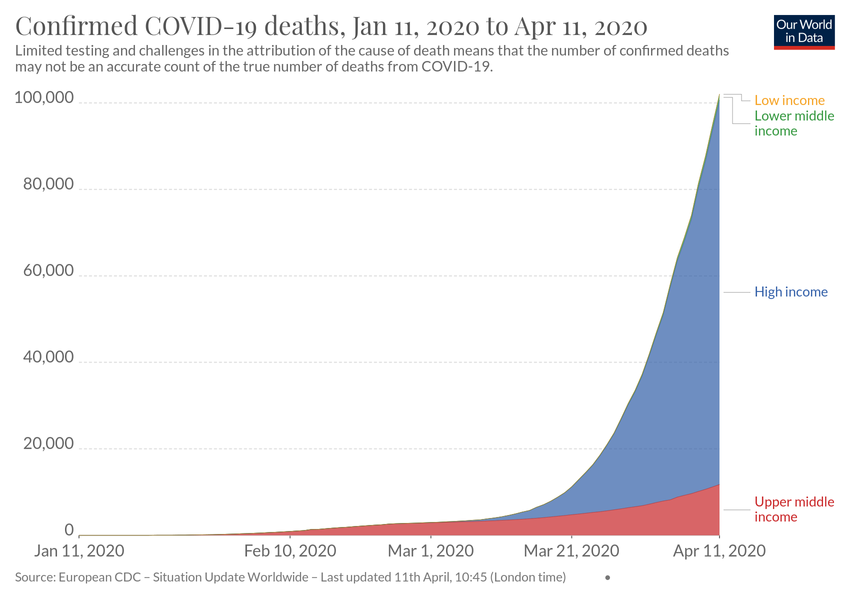 Confirmed COVID-19 deaths, Jan 11, 2020 to Apr 11, 2020
Our World
in Data
Limited testing and challenges in the attribution of the cause of death means that the number of confirmed deaths
may not be an accurate count of the true number of deaths from COVID-19.
100,000
80,000
60,000
40,000
20,000
0
Low income
Lower middle
income
High income
Upper middle
income
Jan 11, 2020
Feb 10, 2020
Mar 1, 2020
Mar 21, 2020
Apr 11, 2020
Source: European CDC – Situation Update Worldwide – Last updated 11th April, 10:45 (London time) •